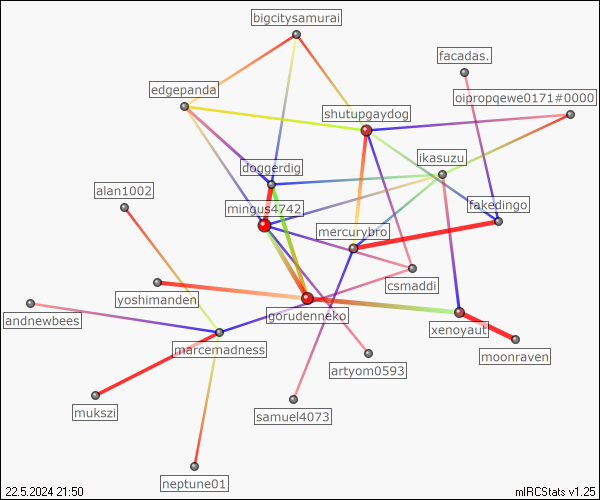 bigcitysamurai
facadas.
edgepanda
oipropqewe0171#0000
shutupgaydog
ikasuzu
doggerdig
alan1002
mingus4742
fakedingo
mercurybro
csmaddi
yoshimanden
gorudenneko
andnewbees
xenoyaut
marcemadness
moonraven
artyom0593
mukszi
samuel4073
neptune01
22.5.2024 21:50
mIRCStats v1.25